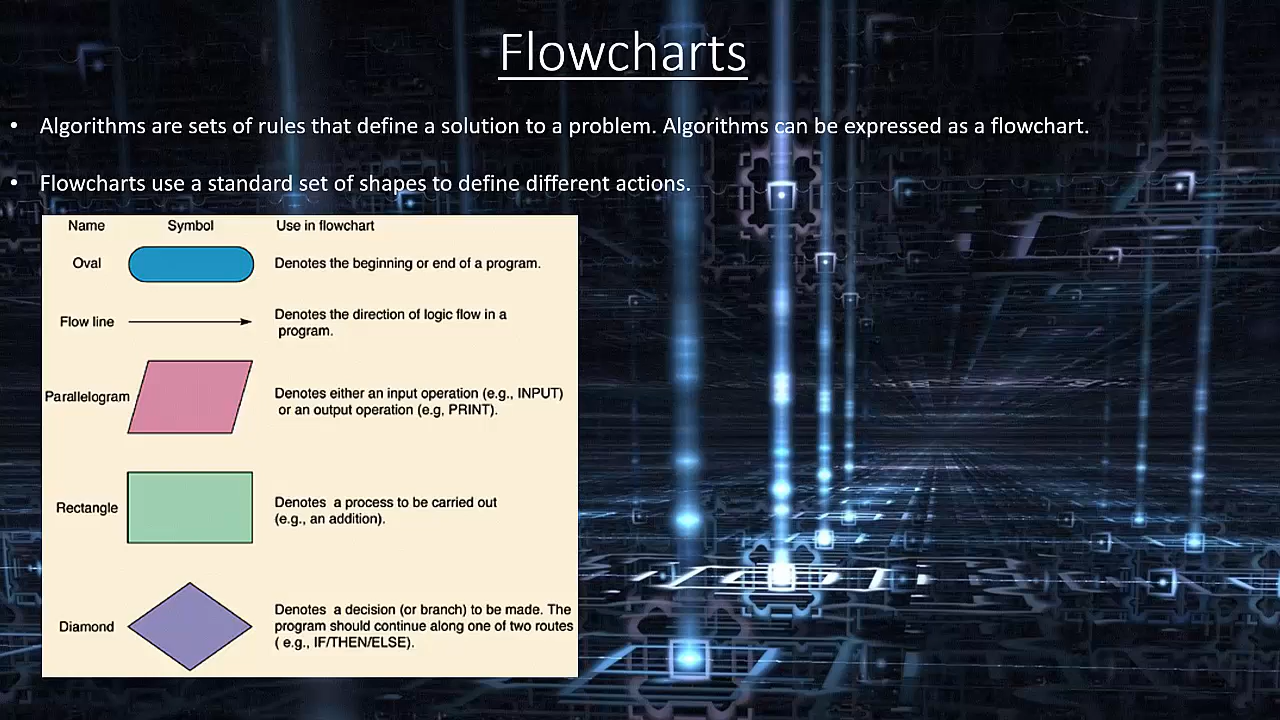 Flowcharts
• Algorithms are sets of rules that define a solution to a problem. Algorithms can be expressed as a flowchart.
• Flowcharts use a standard set of shapes to define different actions.
Name Symbol Use in flowchart
Oval Denotes the beginning or end of a program.
Flow line Denotes the direction of logic flow in a
program.
Parallelogram Denotes either an input operation (e.g., INPUT)
or an output operation (e.g, PRINT).
Rectangle Denotes a process to be carried out
(e.g., an addition).
Diamond Denotes a decision (or branch) to be made. The
program should continue along one of two routes
( e.g., IF/THEN/ELSE).